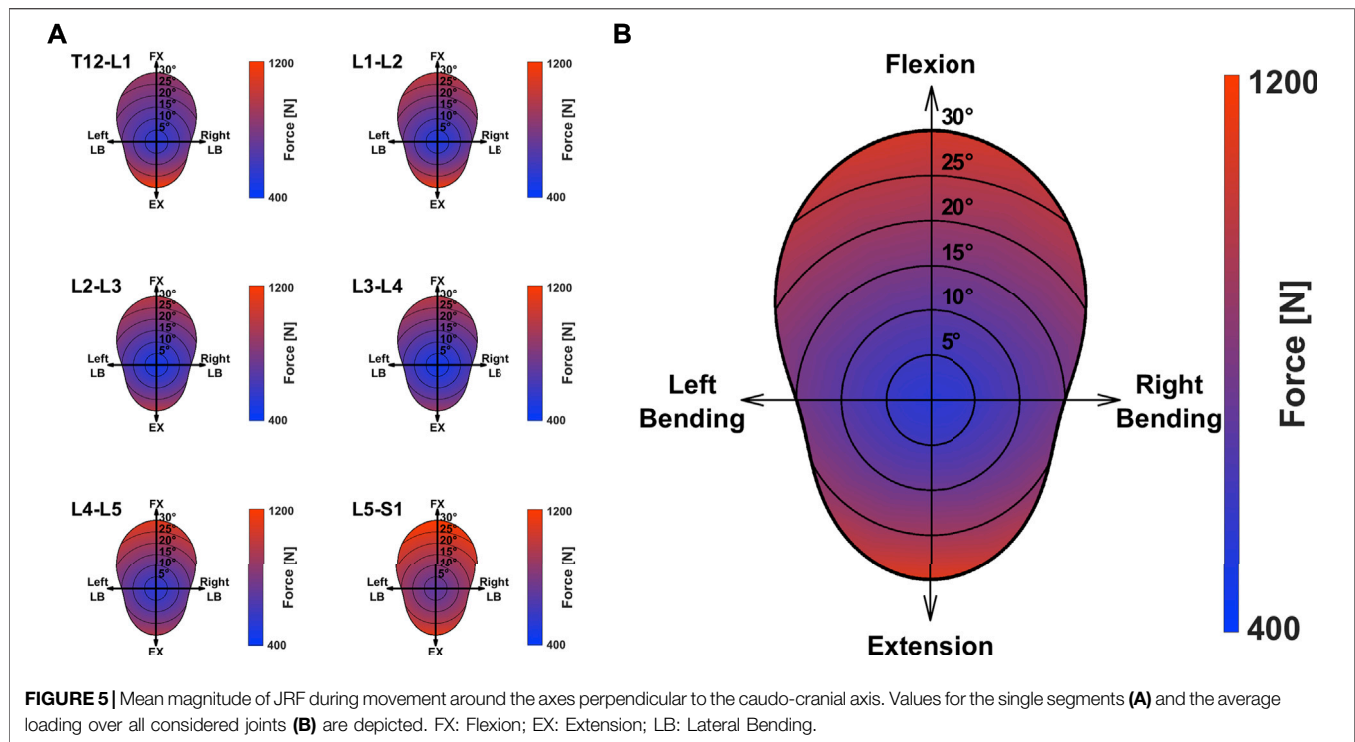 A
B
T12-L1
FX
30°
25°
20°
15°
10°
5°
Left
LB
Right
LB
EX
1200
Force [N]
400
L1-L2
FX
30°
25°
20°
15°
10°
5°
Left
LB
Right
LB
EX
1200
Force [N]
400
L2-L3
FX
30°
25°
20°
15°
10°
5°
Left
LB
Right
LB
EX
1200
Force [N]
400
L3-L4
FX
30°
25°
20°
15°
10°
5°
Left
LB
Right
LB
EX
1200
Force [N]
400
L4-L5
FX
30°
25°
20°
15°
10°
5°
Left
LB
Right
LB
EX
1200
Force [N]
400
L5-S1
FX
30°
25°
20°
15°
10°
5°
Left
LB
Right
LB
EX
1200
Force [N]
400
Flexion
30°
25°
20°
15°
10°
5°
Left
Bending
Right
Bending
Extension
1200
Force [N]
400
FIGURE 5 | Mean magnitude of JRF during movement around the axes perpendicular to the caudo-cranial axis. Values for the single segments (A) and the average
loading over all considered joints (B) are depicted. FX: Flexion; EX: Extension; LB: Lateral Bending.